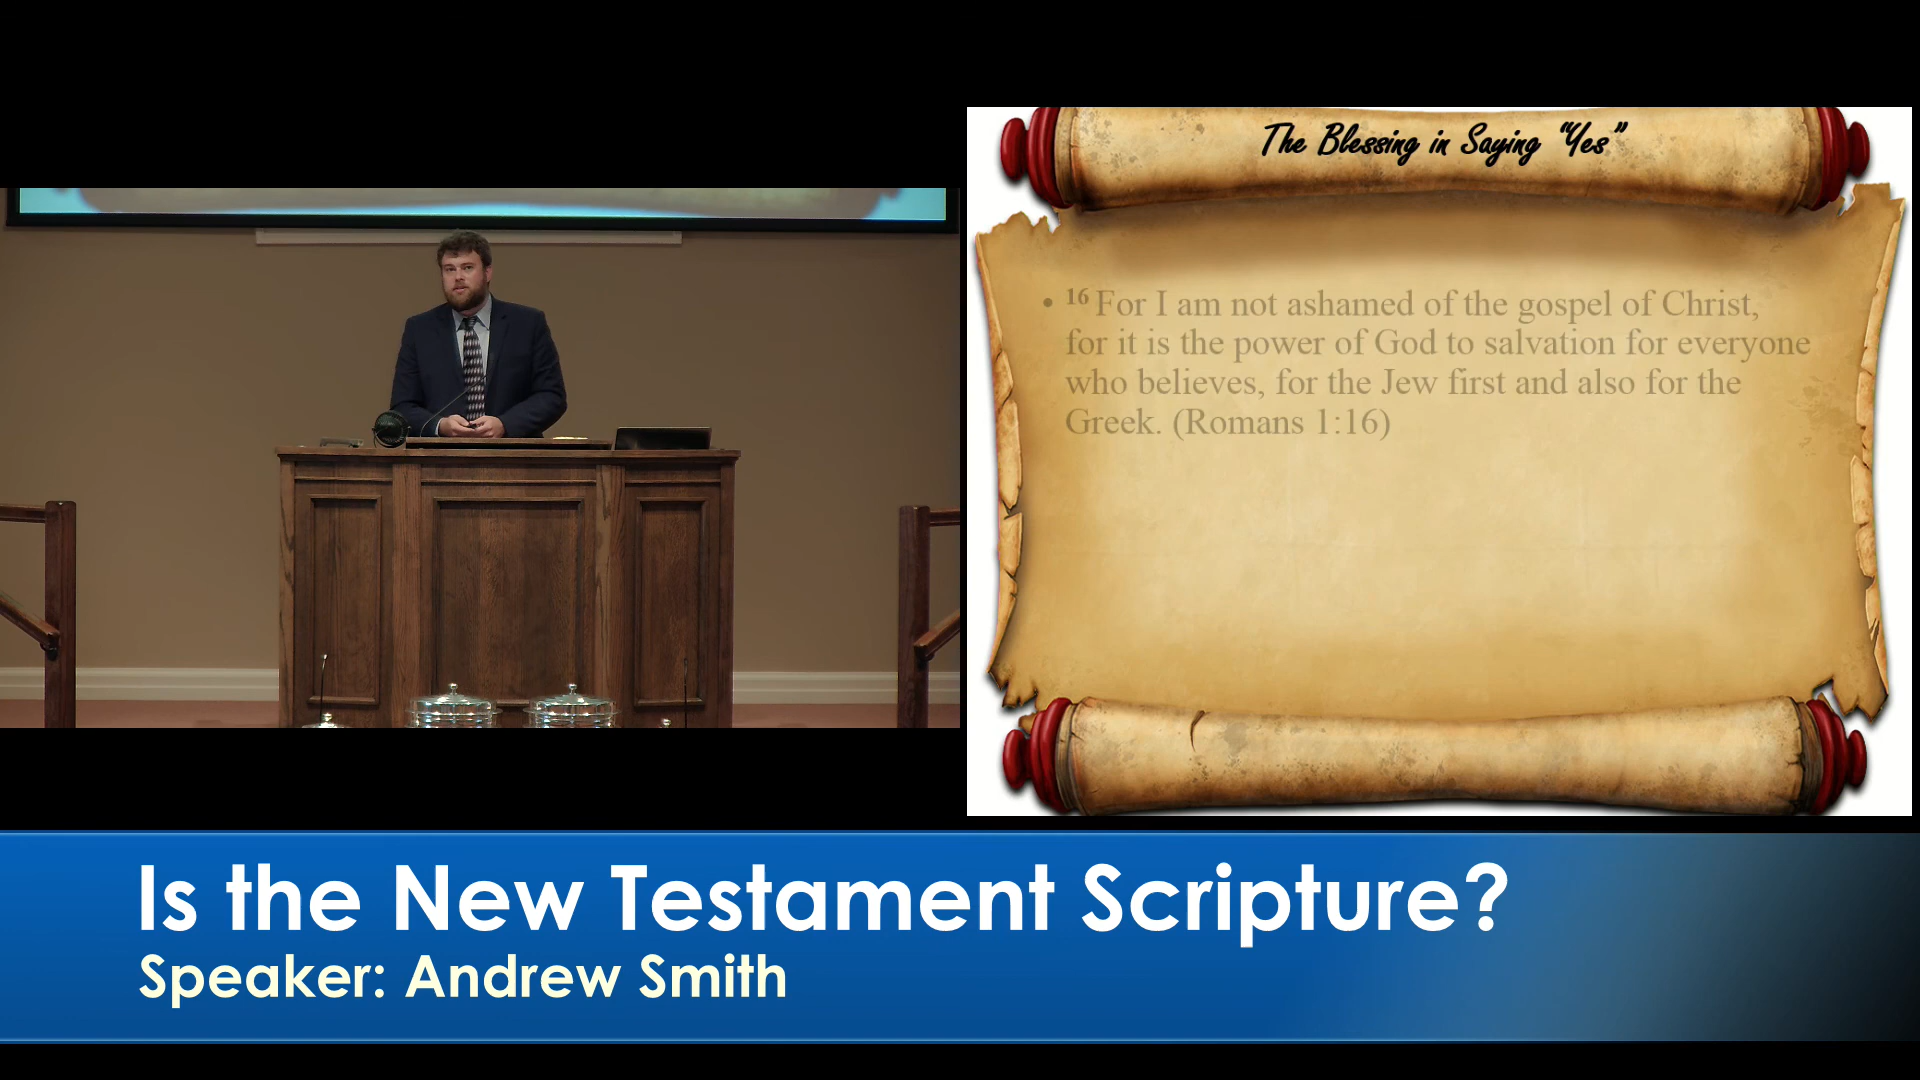 The Blessing in Saying “Yes”
• 16 For I am not ashamed of the gospel of Christ,
for it is the power of God to salvation for everyone
who believes, for the Jew first and also for the
Greek. (Romans 1:16)
Is the New Testament Scripture?
Speaker: Andrew Smith